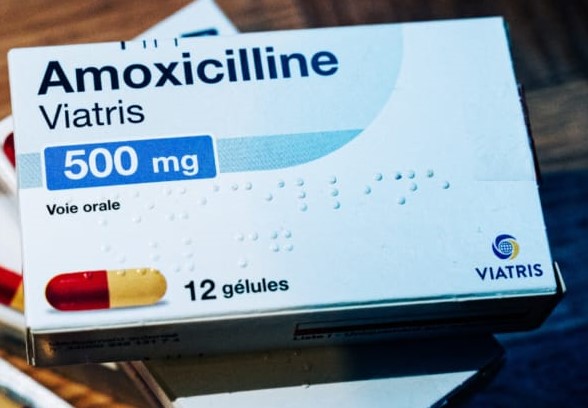 Amoxicilline
Viatris
500 mg
Voie orale
12 gélules
VIATRIS